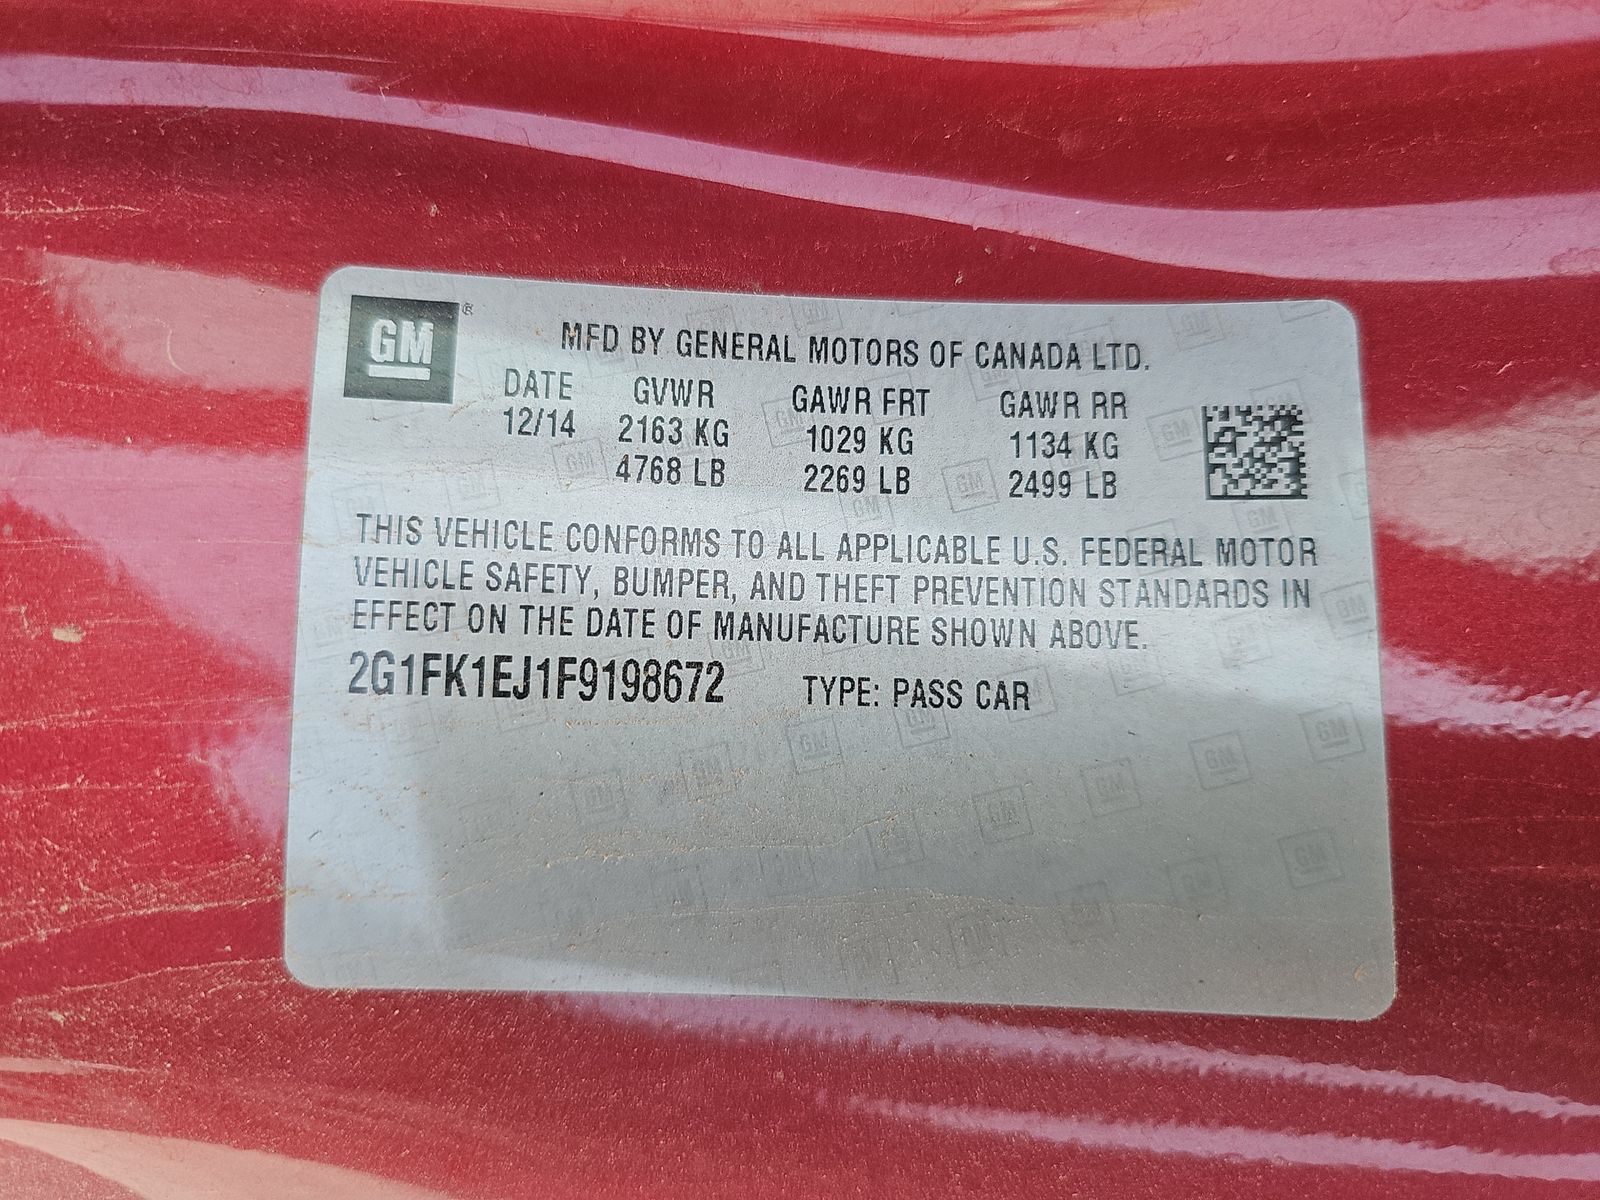 GM ®
MFD BY GENERAL MOTORS OF CANADA LTD.
DATE GVWR GAWR FRT GAWR RR
12/14 2163 KG 1029 KG 1134 KG
4768 LB 2269 LB 2499 LB
THIS VEHICLE CONFORMS TO ALL APPLICABLE U.S. FEDERAL MOTOR
VEHICLE SAFETY, BUMPER, AND THEFT PREVENTION STANDARDS IN
EFFECT ON THE DATE OF MANUFACTURE SHOWN ABOVE.
2G1FK1EJ1F9198672 TYPE: PASS CAR